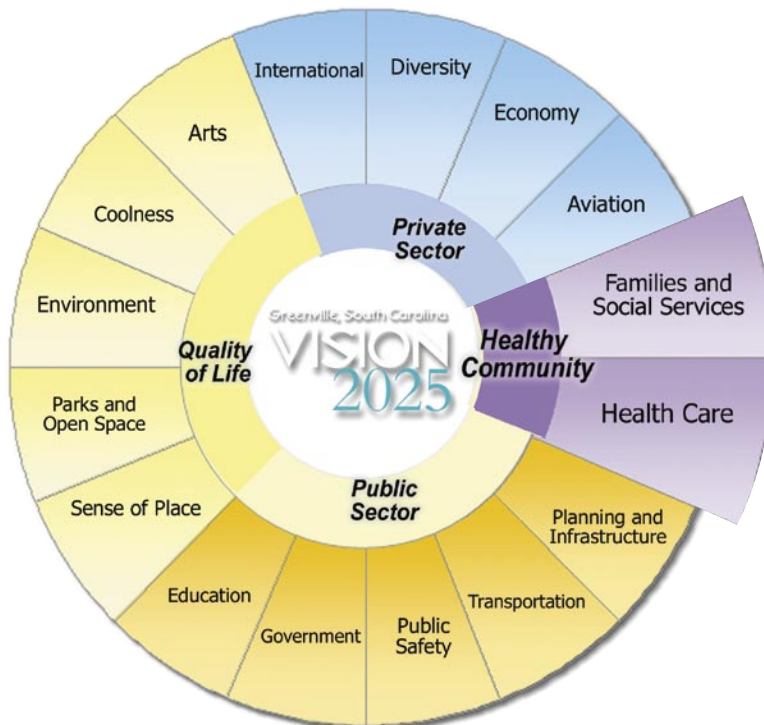 International
Diversity
Economy
Aviation
Families and
Social Services
Health Care
Planning and
Infrastructure
Transportation
Public
Safety
Government
Education
Sense of Place
Parks and
Open Space
Environment
Coolness
Arts
Private
Sector
Healthy
Community
Public
Sector
Quality
of Life
Greenville, South Carolina
VISION
2025